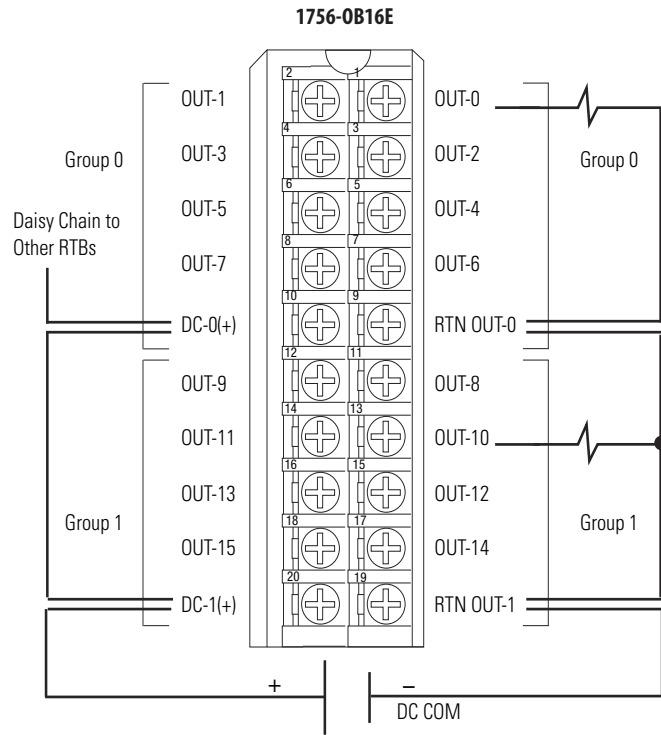 1756-OB16E
2 1
OUT-1 OUT-0
4 3
Group 0 OUT-3 OUT-2 Group 0
6 5
Daisy Chain to
Other RTBs
OUT-5 OUT-4
8 7
OUT-7 OUT-6
10 9
DC-0(+) RTN OUT-0
12 11
OUT-9 OUT-8
14 13
OUT-11 OUT-10
16 15
OUT-13 OUT-12
Group 1 Group 1
18 17
OUT-15 OUT-14
20 19
DC-1(+) RTN OUT-1
+ –
DC COM